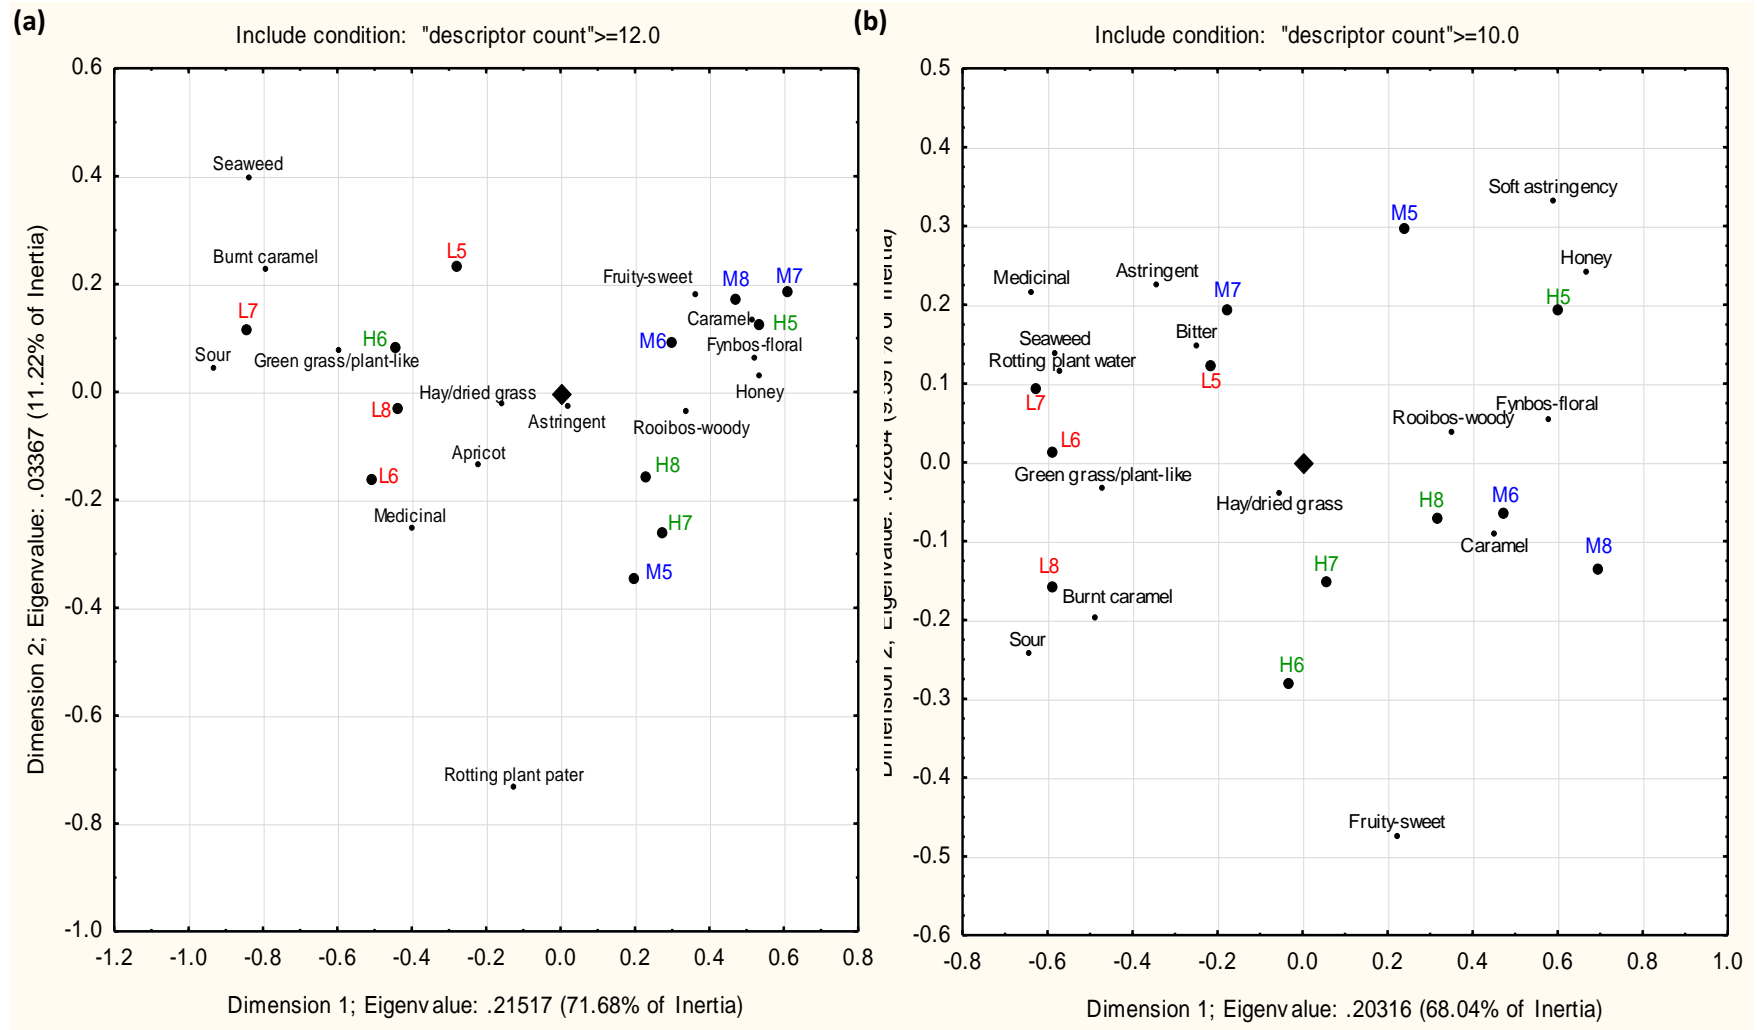 (a)
Include condition: "descriptor count">=12.0
0.6
0.4
0.2
0.0
-0.2
-0.4
-0.6
-0.8
-1.0
Dimension 2; Eigenvalue: .03367 (11.22% of Inertia)
Seaweed
Burnt caramel
L5
L7
Fruity-sweet
M8
M7
Caramel
H5
H6
M6
Fynbos-floral
Sour
Green grass/plant-like
Honey
Hay/dried grass
L8
Astringent
Rooibos-woody
Apricot
H8
L6
Medicinal
H7
M5
Rotting plant pater
-1.2 -1.0 -0.8 -0.6 -0.4 -0.2 0.0 0.2 0.4 0.6 0.8
Dimension 1; Eigenvalue: .21517 (71.68% of Inertia)
(b)
Include condition: "descriptor count">=10.0
0.5
0.4
0.3
0.2
0.1
0.0
-0.1
-0.2
-0.3
-0.4
-0.5
-0.6
Dimension 2; Eigenvalue: .02864 (9.591% of Inertia)
Soft astringency
M5
Honey
Medicinal
Astringent
M7
H5
Bitter
Seaweed
Rotting plant water
L5
L7
Fynbos-floral
Rooibos-woody
L6
Green grass/plant-like
Hay/dried grass
H8
M6
Caramel
M8
L8
H7
Burnt caramel
Sour
H6
Fruity-sweet
-0.8 -0.6 -0.4 -0.2 0.0 0.2 0.4 0.6 0.8 1.0
Dimension 1; Eigenvalue: .20316 (68.04% of Inertia)